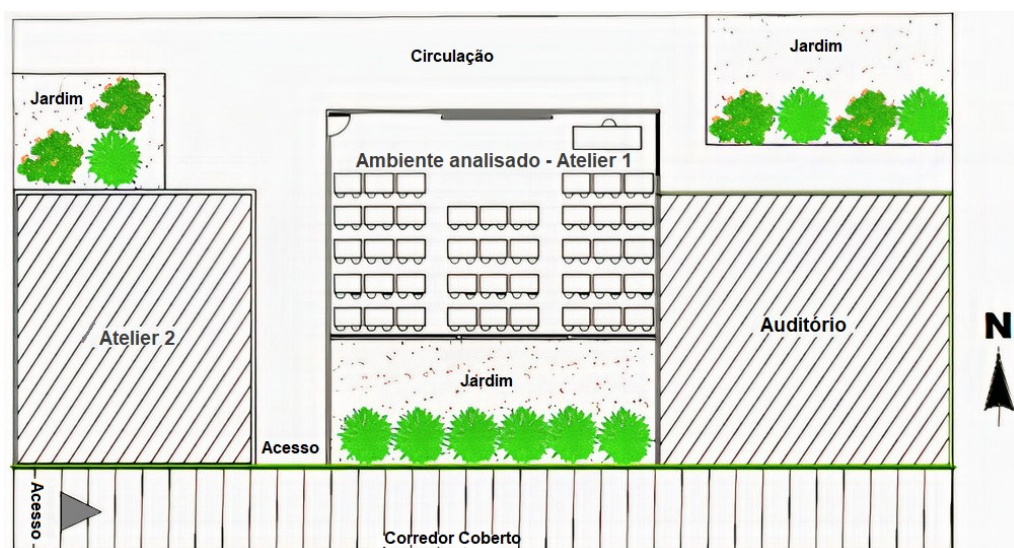 Circulação
Jardim
Jardim
Ambiente analisado - Atelier 1
Atelier 2
Auditório
N
Jardim
Acesso
Acesso -
Corredor Coberto